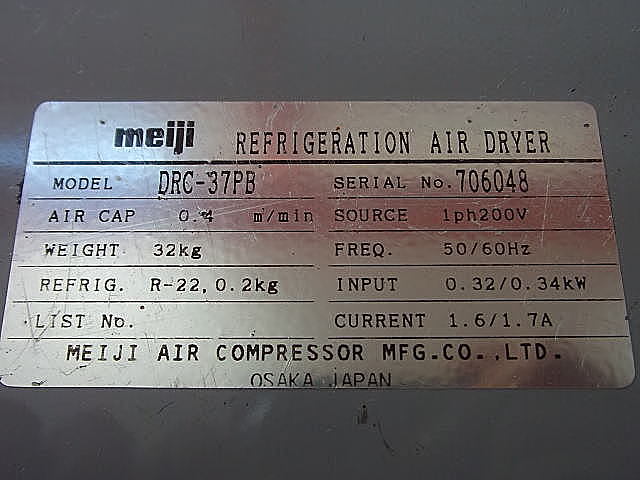 meiji REFRIGERATION AIR DRYER
MODEL DRC-37PB SERIAL No. 706048
AIR CAP 0.4 m³/min SOURCE 1ph200V
WEIGHT 32kg FREQ. 50/60Hz
REFRIG. R-22, 0.2kg INPUT 0.32/0.34kW
LIST No. CURRENT 1.6/1.7A
MEIJI AIR COMPRESSOR MFG.CO.,LTD.
OSAKA JAPAN